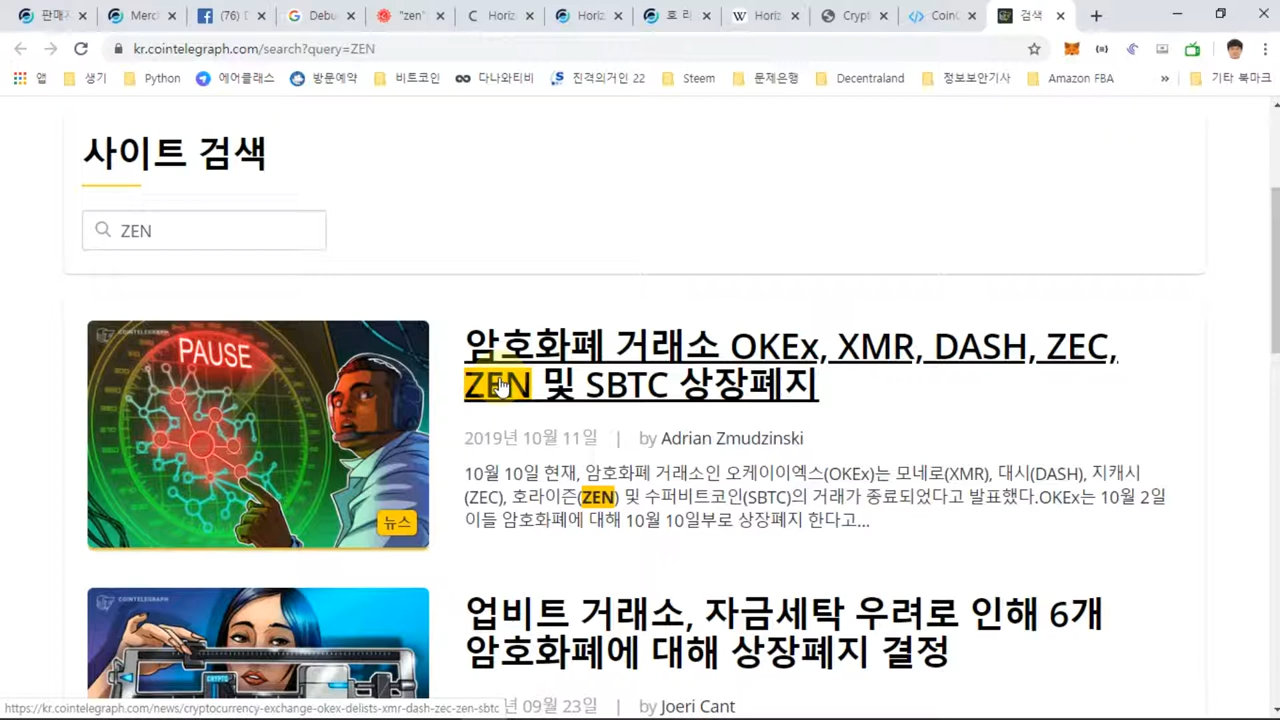 판매자
Merch
(76) D
Debu
"zen"
Horiz
Horiz
호 리
Horiz
Crypt
CoinG
검색
kr.cointelegraph.com/search?query=ZEN
앱
생기
Python
에어클래스
방문예약
비트코인
다나와티비
진격의거인 22
Steem
문제은행
Decentraland
정보보안기사
Amazon FBA
»
기타 북마크
사이트 검색
ZEN
COINTELEGRAPH
PAUSE
뉴스
암호화폐 거래소 OKEx, XMR, DASH, ZEC,
ZEN 및 SBTC 상장폐지
2019년 10월 11일 | by Adrian Zmudzinski
10월 10일 현재, 암호화폐 거래소인 오케이이엑스(OKEx)는 모네로(XMR), 대시(DASH), 지캐시
(ZEC), 호라이즌(ZEN) 및 수퍼비트코인(SBTC)의 거래가 종료되었다고 발표했다.OKEx는 10월 2일
이들 암호화폐에 대해 10월 10일부로 상장폐지 한다고...
COINTELEGRAPH
CRYPTO
업비트 거래소, 자금세탁 우려로 인해 6개
암호화폐에 대해 상장폐지 결정
년 09월 23일 | by Joeri Cant
https://kr.cointelegraph.com/news/cryptocurrency-exchange-okex-delists-xmr-dash-zec-zen-sbtc